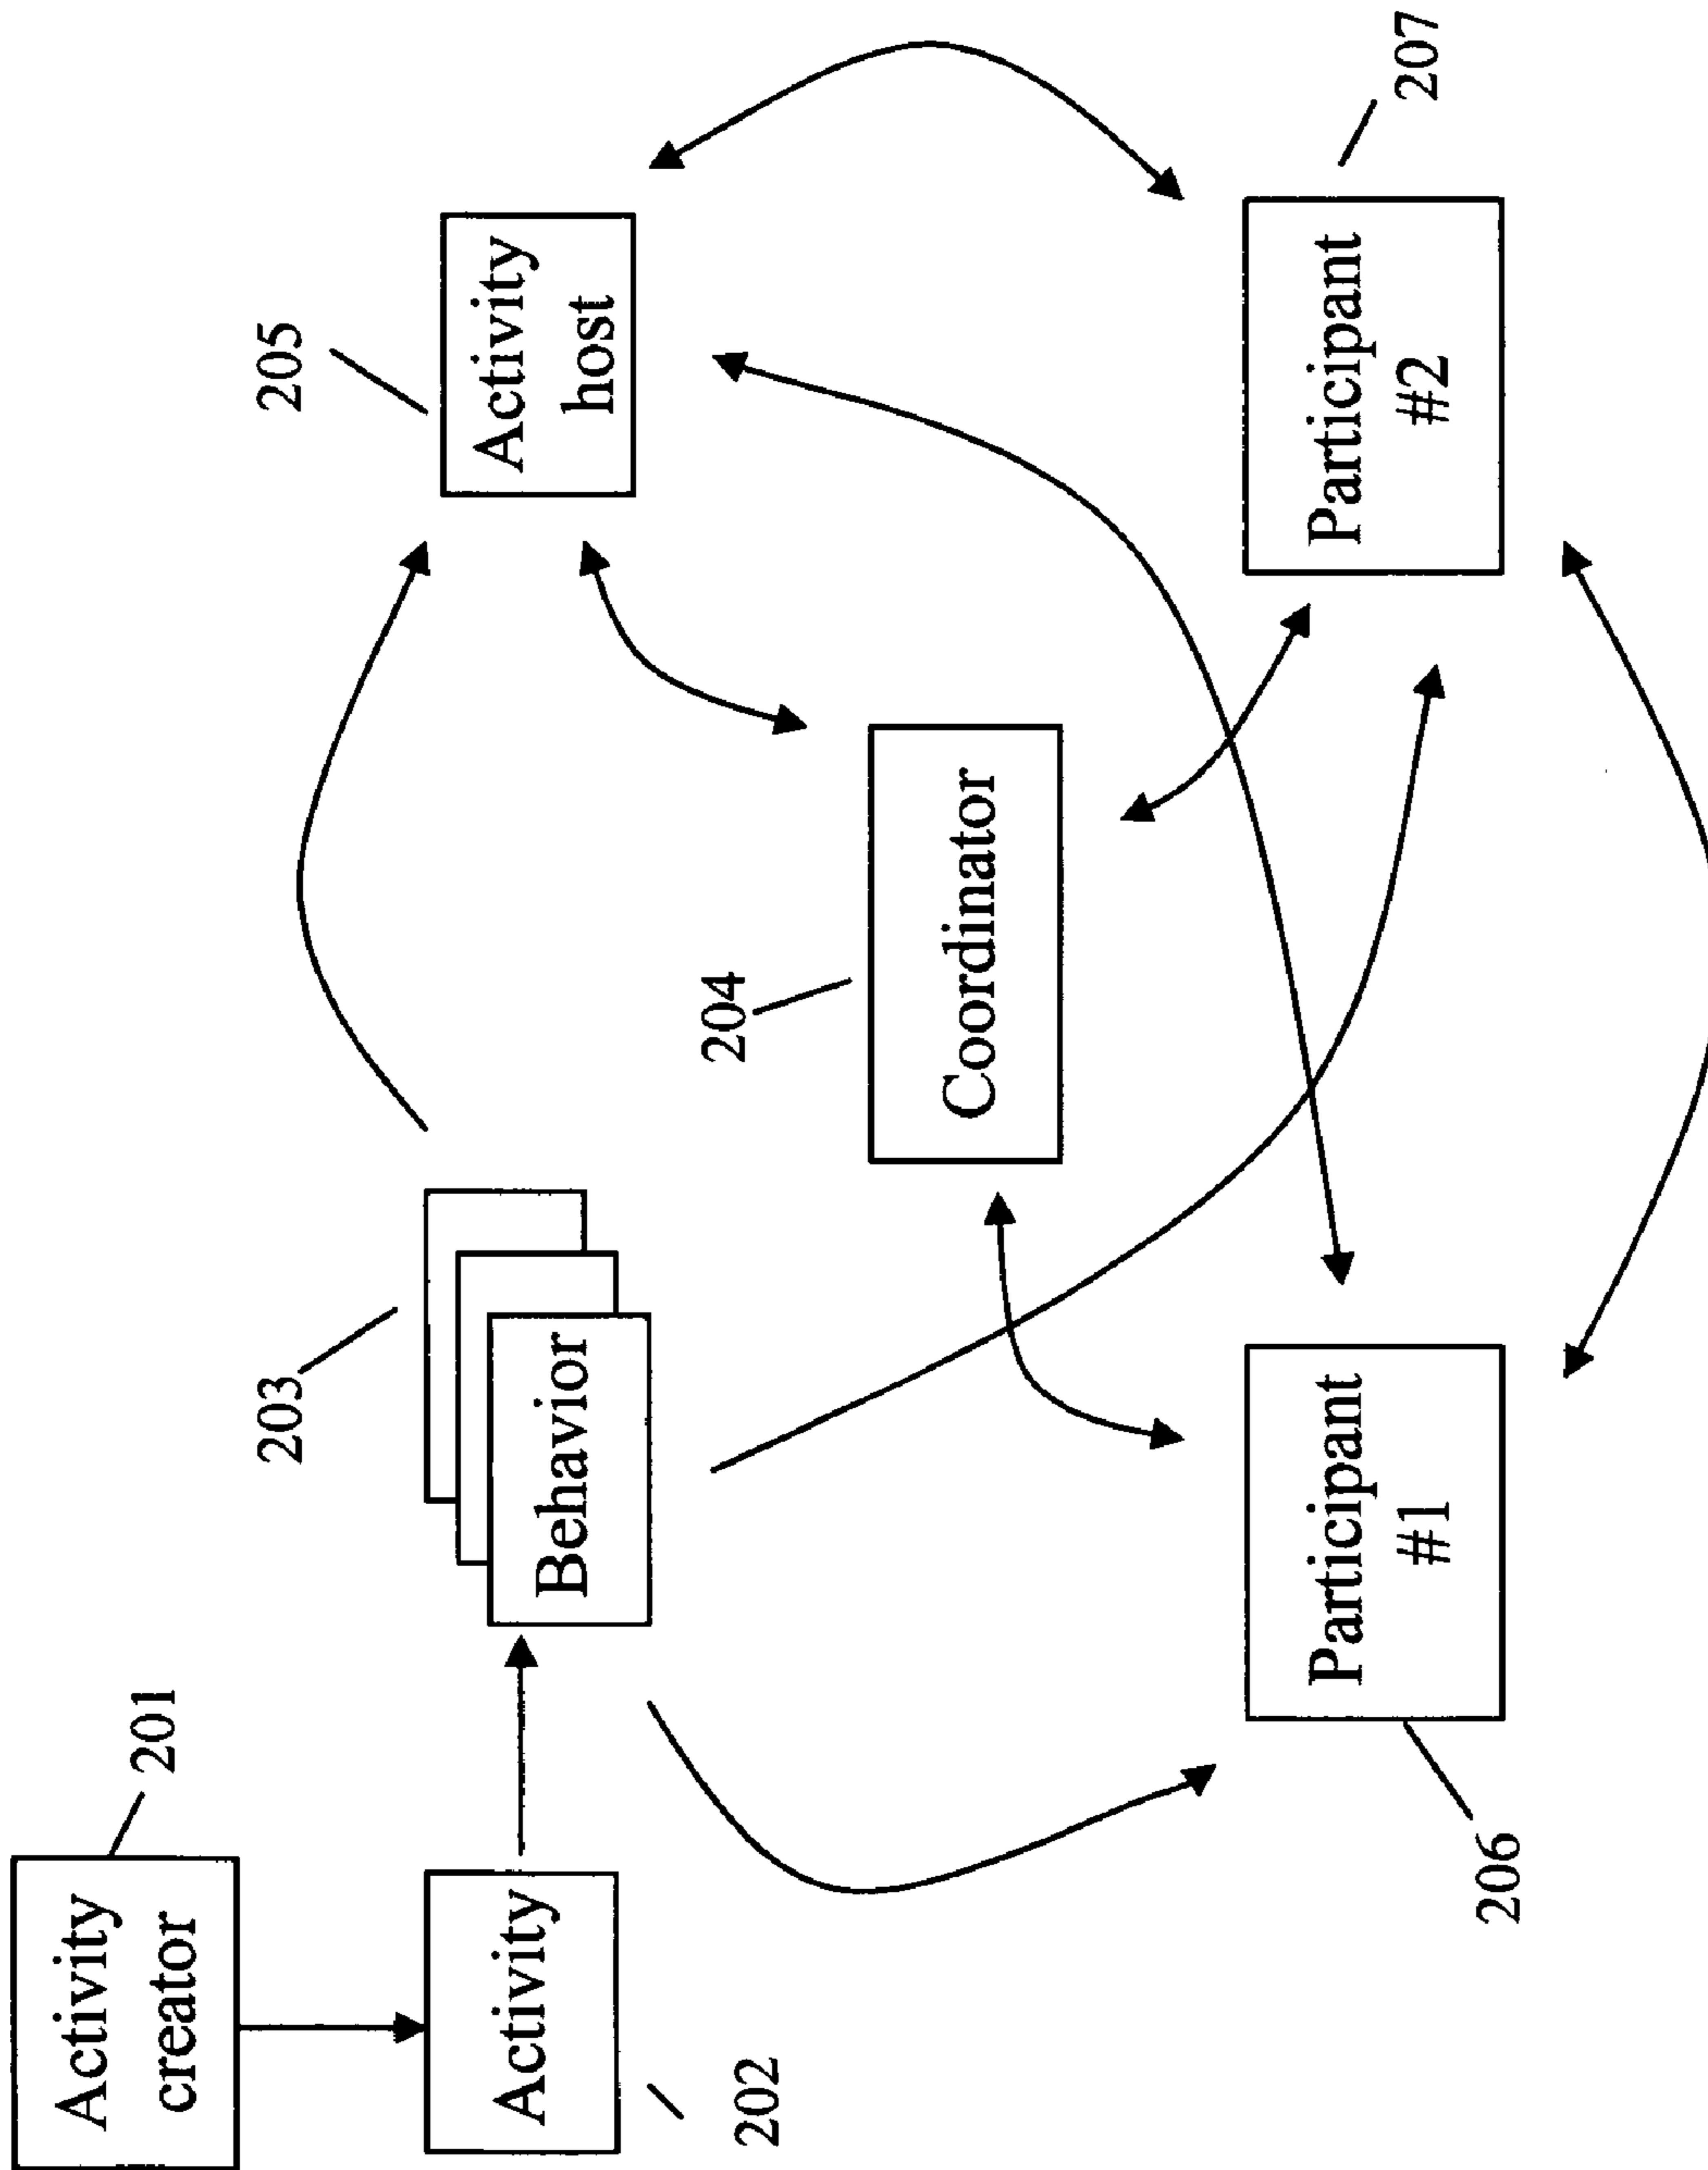 Activity
creator
201
Activity
202
203
Behavior
205
Activity
host
204
Coordinator
Participant
#1
206
Participant
#2
207